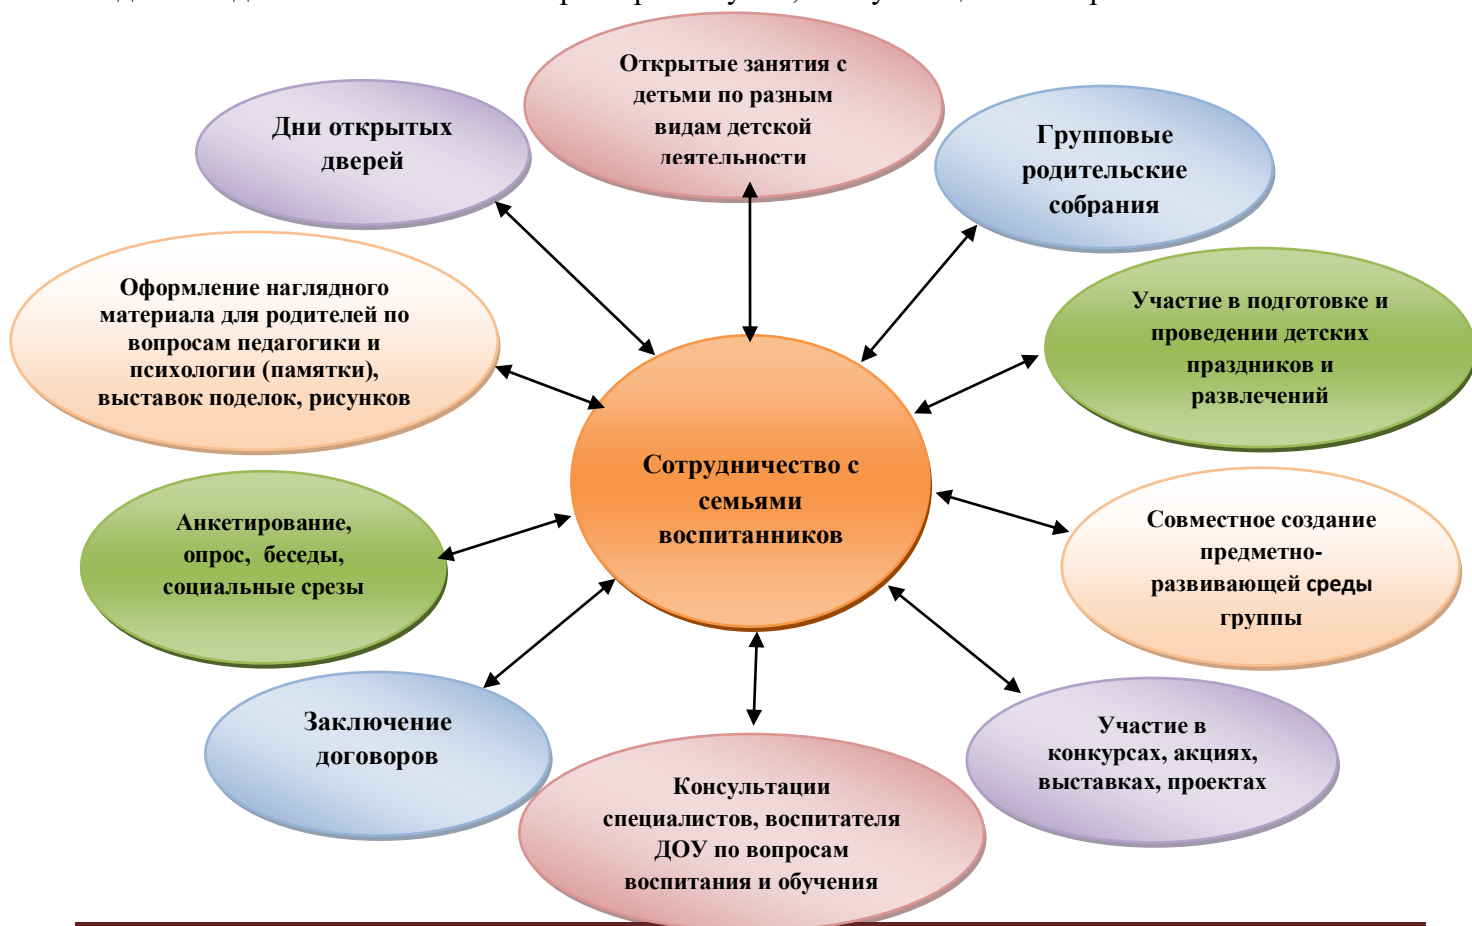 Открытые занятия с
детьми по разным
видам детской
деятельности
Дни открытых
дверей
Групповые
родительские
собрания
Оформление наглядного
материала для родителей по
вопросам педагогики и
психологии (памятки),
выставок поделок, рисунков
Участие в подготовке и
проведении детских
праздников и
развлечений
Сотрудничество с
семьями
воспитанников
Анкетирование,
опрос, беседы,
социальные срезы
Совместное создание
предметно-
развивающей среды
группы
Заключение
договоров
Участие в
конкурсах, акциях,
выставках, проектах
Консультации
специалистов, воспитателя
ДОУ по вопросам
воспитания и обучения